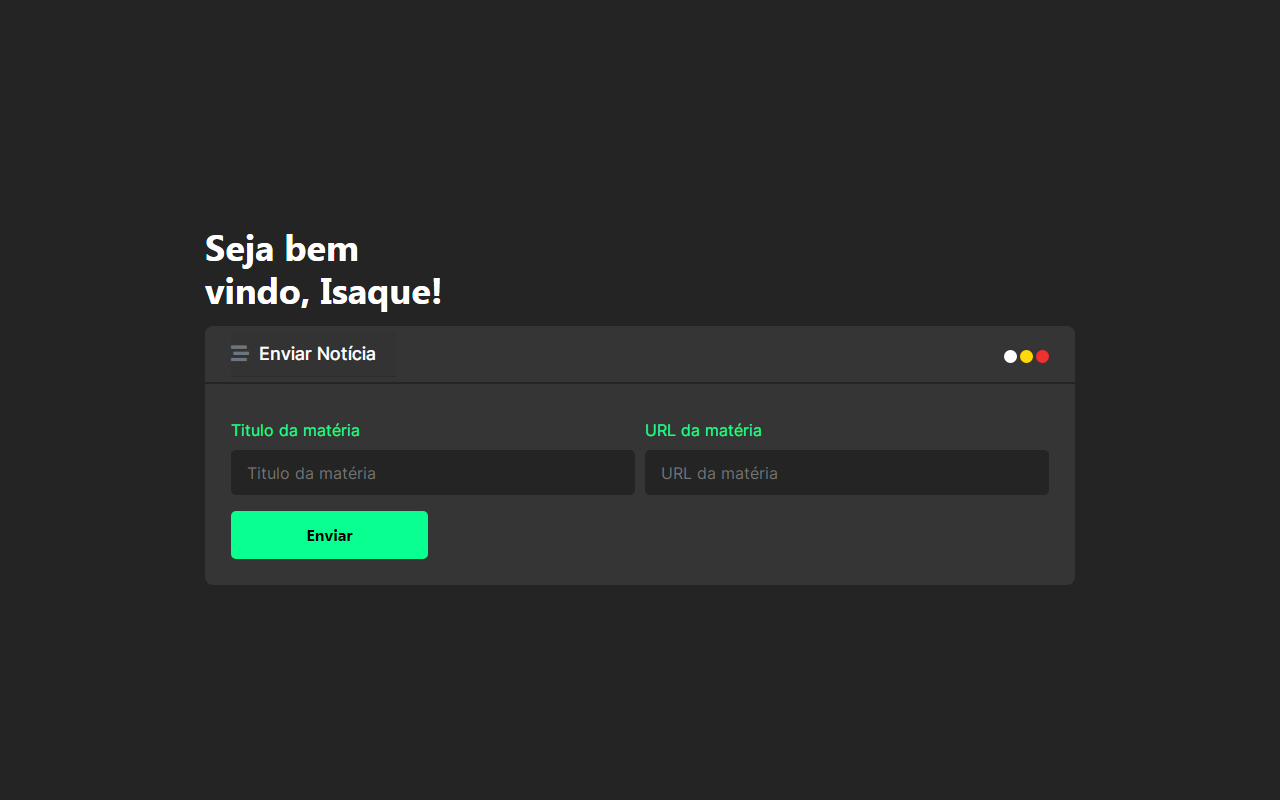 Seja bem
vindo, Isaque!
Enviar Notícia
Titulo da matéria
URL da matéria
Titulo da matéria
URL da matéria
Enviar